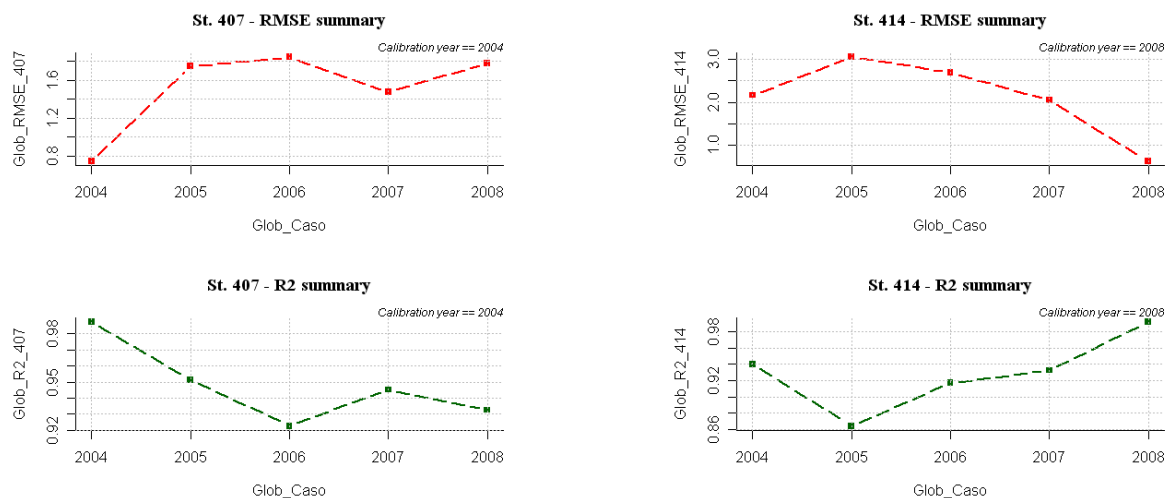 St. 407 - RMSE summary
Calibration year == 2004
Glob_RMSE_407
1.6
1.2
0.8
2004 2005 2006 2007 2008
Glob_Caso
St. 414 - RMSE summary
Calibration year == 2008
Glob_RMSE_414
3.0
2.0
1.0
2004 2005 2006 2007 2008
Glob_Caso
St. 407 - R2 summary
Calibration year == 2004
Glob_R2_407
0.98
0.95
0.92
2004 2005 2006 2007 2008
Glob_Caso
St. 414 - R2 summary
Calibration year == 2008
Glob_R2_414
0.98
0.92
0.86
2004 2005 2006 2007 2008
Glob_Caso